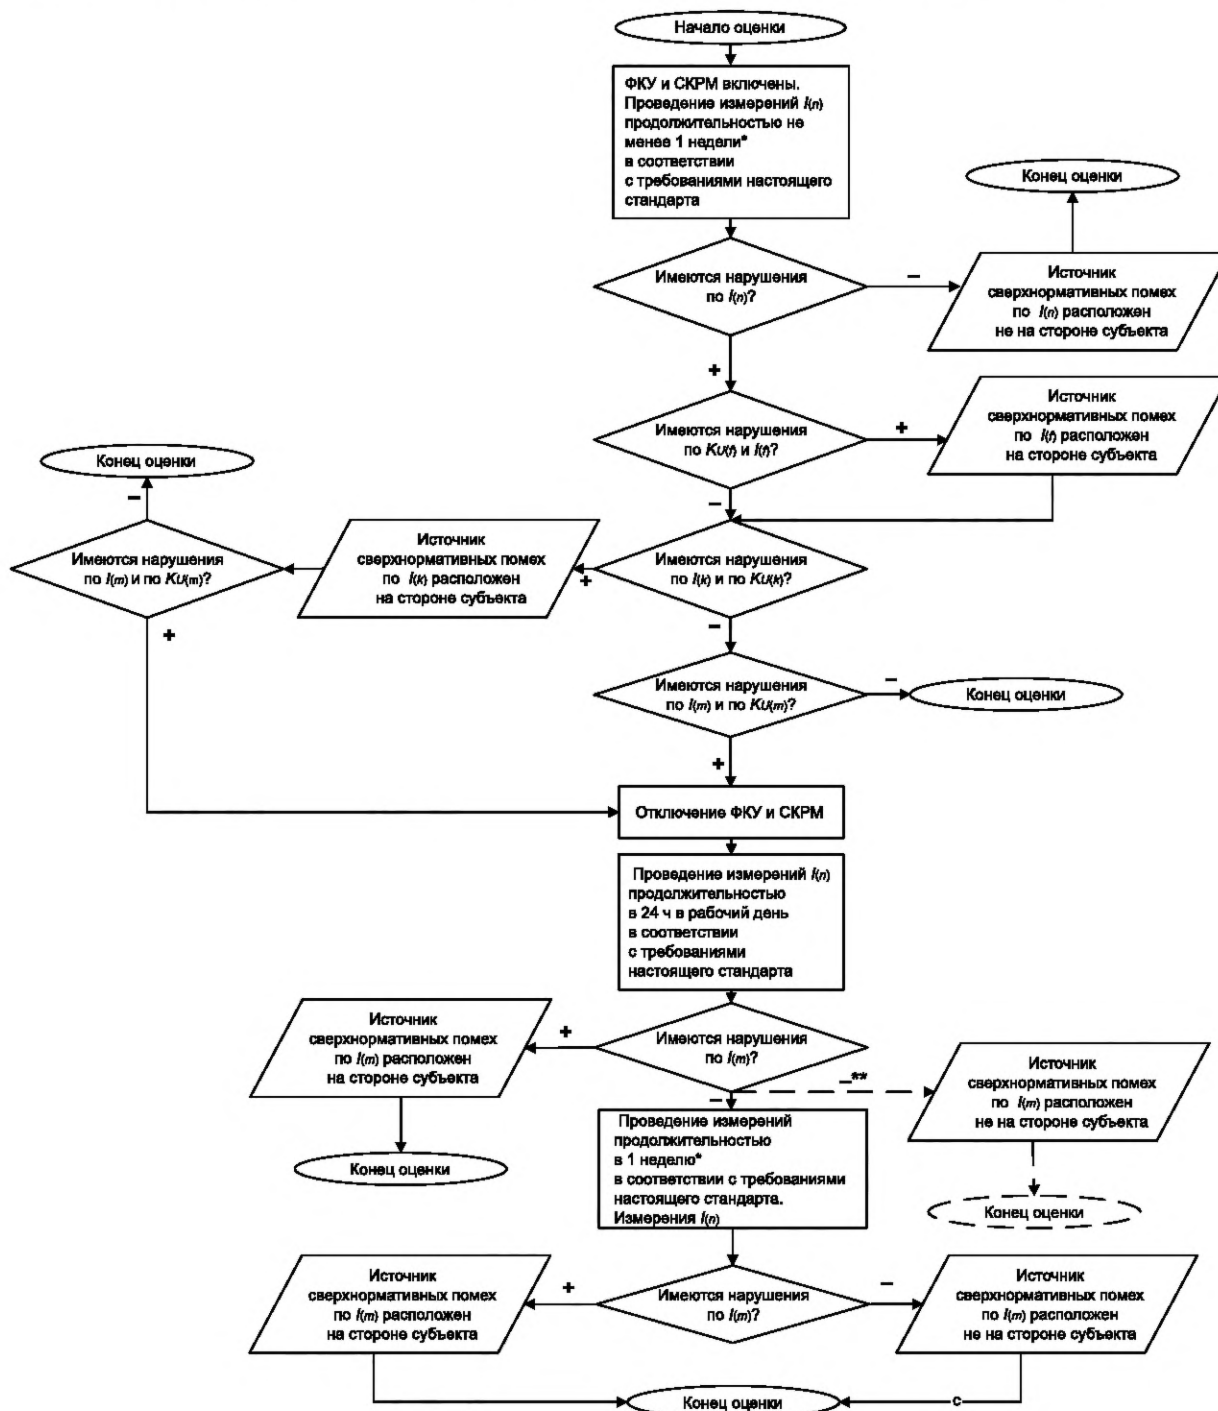 Начало оценки
ФКУ и СКРМ включены.
Проведение измерений I(n)
продолжительностью не
менее 1 недели*
в соответствии
с требованиями настоящего
стандарта
Конец оценки
Имеются нарушения
по I(n)?
–
Источник
сверхнормативных помех
по I(n) расположен
не на стороне субъекта
+
Имеются нарушения
по KU(f) и I(f)?
+
Источник
сверхнормативных помех
по I(f) расположен
на стороне субъекта
–
Конец оценки
–
Имеются нарушения
по I(m) и по KU(m)?
+
Источник
сверхнормативных помех
по I(k) расположен
на стороне субъекта
+
Имеются нарушения
по I(k) и по KU(k)?
–
Имеются нарушения
по I(m) и по KU(m)?
–
Конец оценки
+
Отключение ФКУ и СКРМ
Проведение измерений I(n)
продолжительностью
в 24 ч в рабочий день
в соответствии
с требованиями
настоящего стандарта
Имеются нарушения
по I(m)?
+
Источник
сверхнормативных помех
по I(m) расположен
на стороне субъекта
Конец оценки
–**
Источник
сверхнормативных помех
по I(m) расположен
не на стороне субъекта
Конец оценки
–
Проведение измерений
продолжительностью
в 1 неделю*
в соответствии с требованиями
настоящего стандарта.
Измерения I(n)
Имеются нарушения
по I(m)?
+
Источник
сверхнормативных помех
по I(m) расположен
на стороне субъекта
–
Источник
сверхнормативных помех
по I(m) расположен
не на стороне субъекта
Конец оценки
с